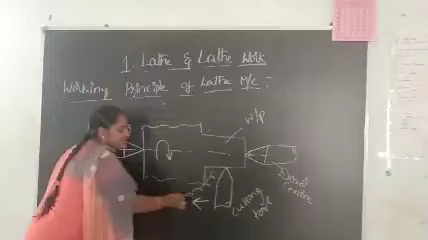 1. Lathe & Lathe Work
Working Principle of Lathe M/c :
W/P
Dead
Centre
Cutting
tool